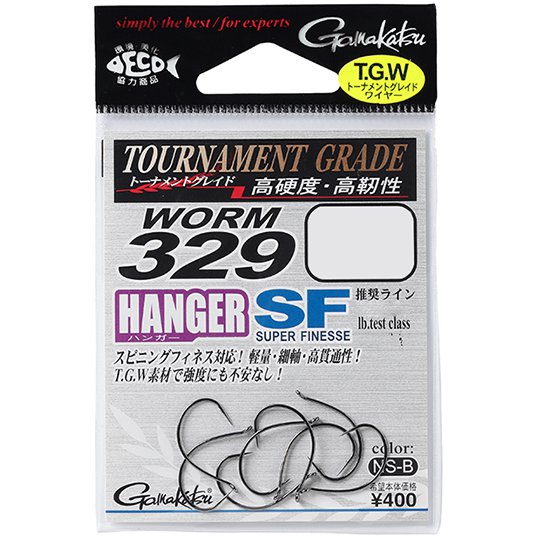 simply the best / for experts
環境・美化
ECO
協力商品
Gamakatsu
T.G.W
トーナメントグレイド
ワイヤー
TOURNAMENT GRADE
トーナメントグレイド
高硬度・高靭性
WORM
329
HANGER
ハンガー
SF
SUPER FINESSE
推奨ライン
lb.test class
スピニングフィネス対応！軽量・細軸・高貫通性！
T.G.W素材で強度にも不安なし！
Gamakatsu
color:
NS-B
希望本体価格
¥400